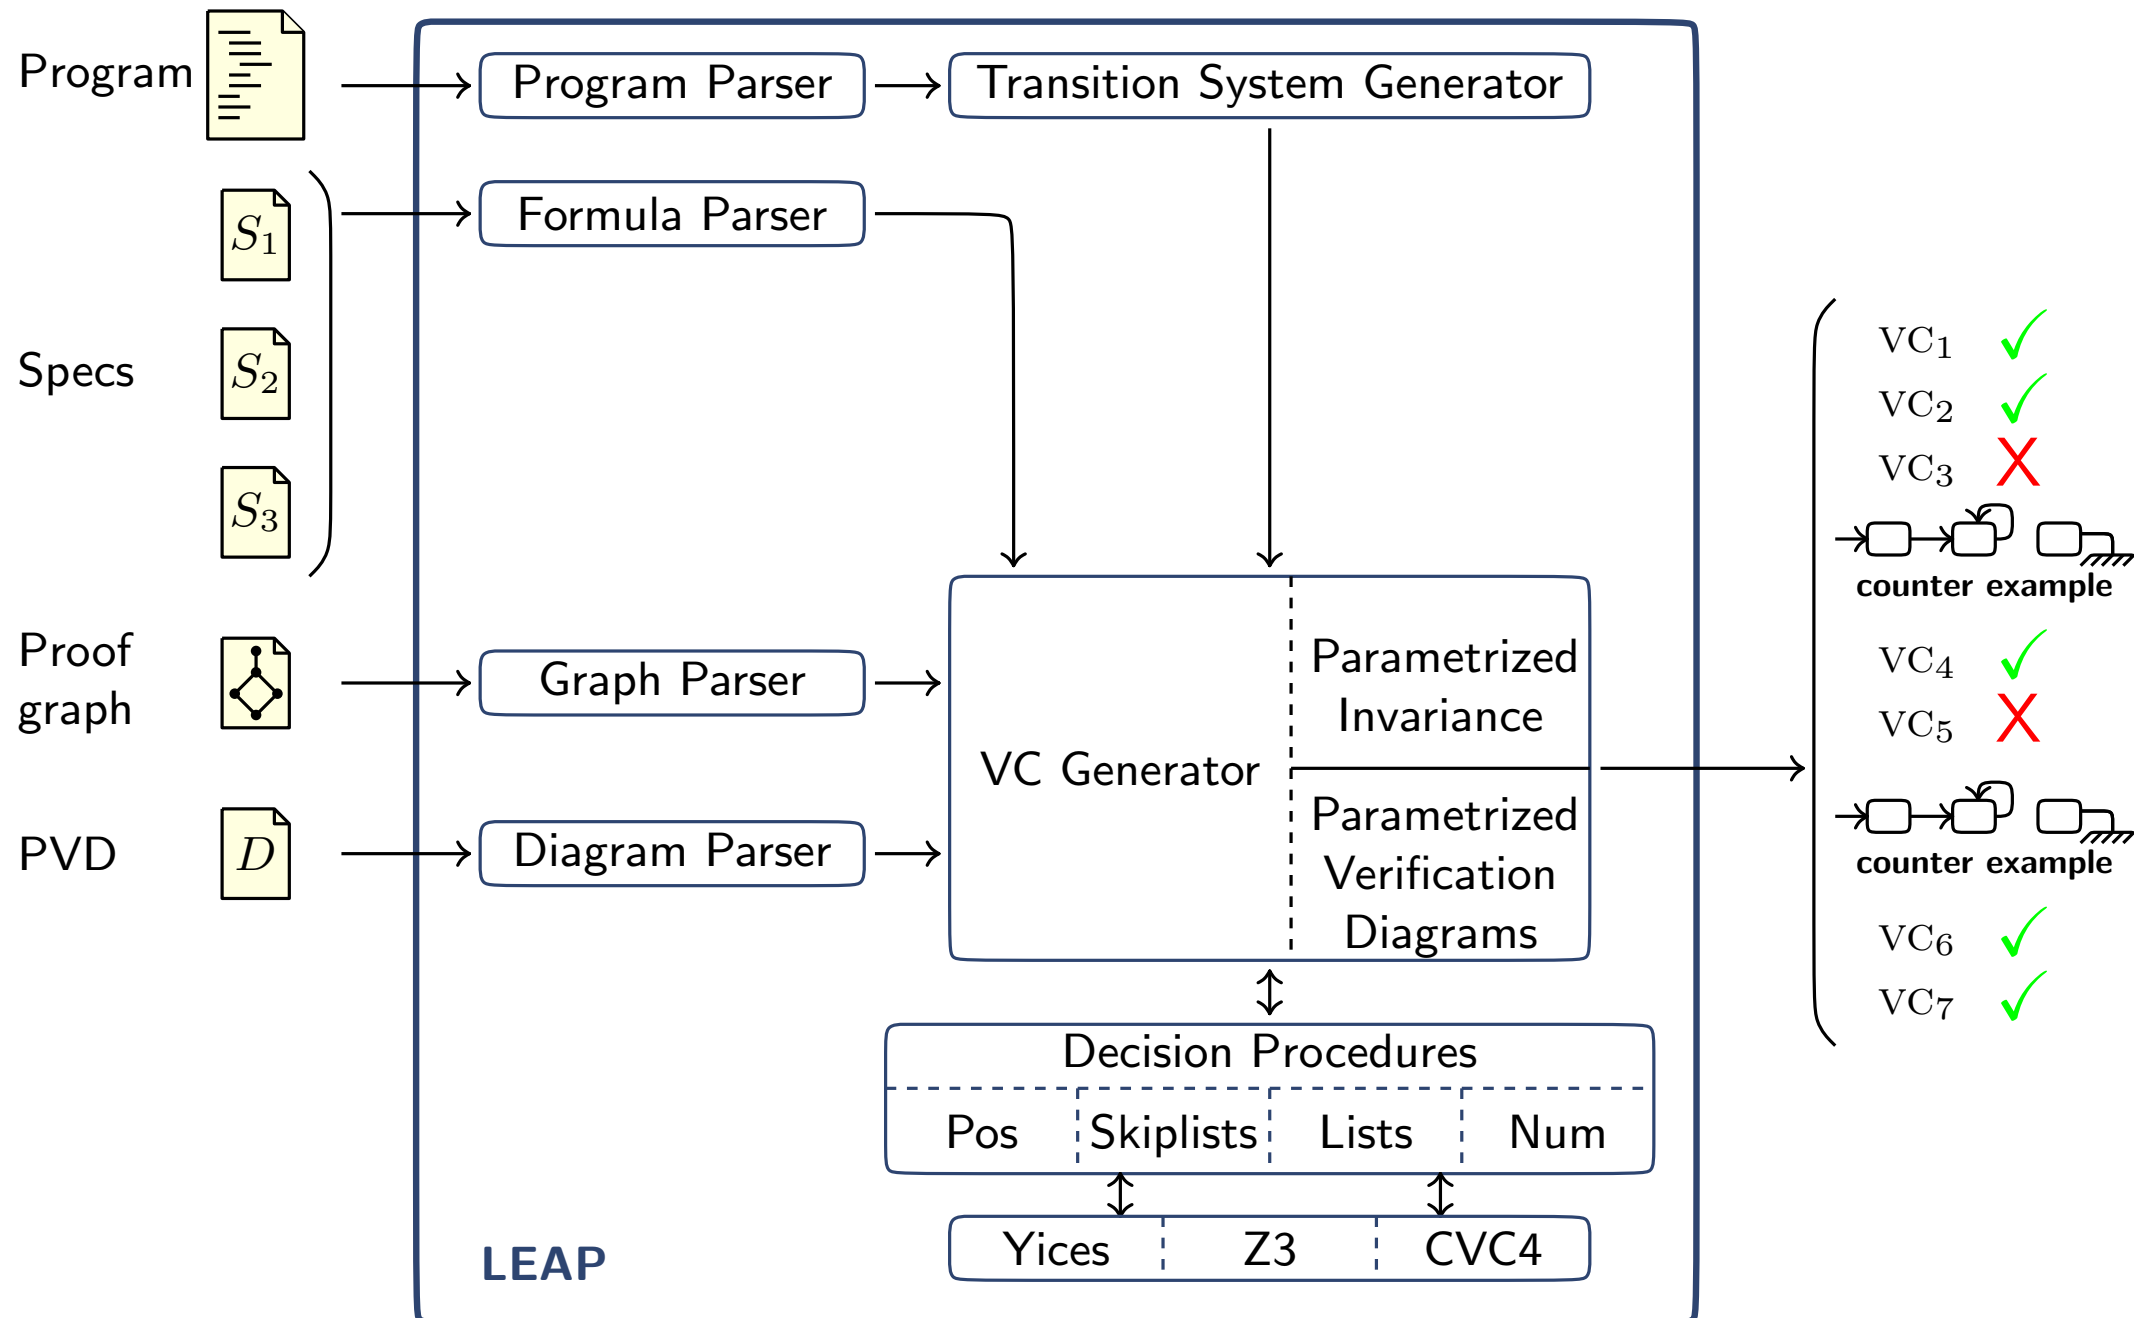 Program
Program Parser
Transition System Generator
Formula Parser
S1
Specs
S2
S3
Proof
graph
Graph Parser
PVD
D
Diagram Parser
VC Generator
Parametrized
Invariance
Parametrized
Verification
Diagrams
Decision Procedures
Pos
Skiplists
Lists
Num
Yices
Z3
CVC4
LEAP
VC1 ✓
VC2 ✓
VC3 X
counter example
VC4 ✓
VC5 X
counter example
VC6 ✓
VC7 ✓